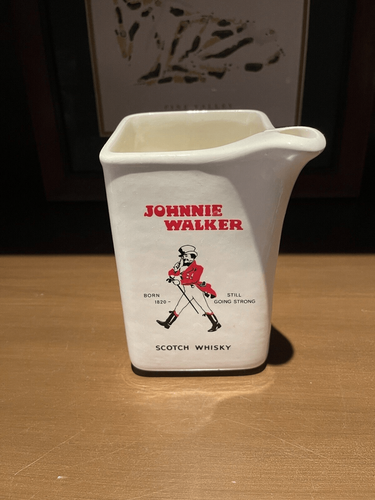 JOHNNIE
WALKER
BORN
1820 -
STILL
GOING STRONG
SCOTCH WHISKY